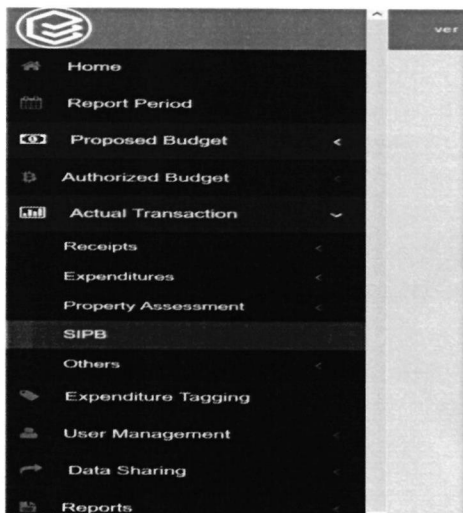 ver
Home
Report Period
Proposed Budget
Authorized Budget
Actual Transaction
Receipts
Expenditures
Property Assessment
SIPB
Others
Expenditure Tagging
User Management
Data Sharing
Reports